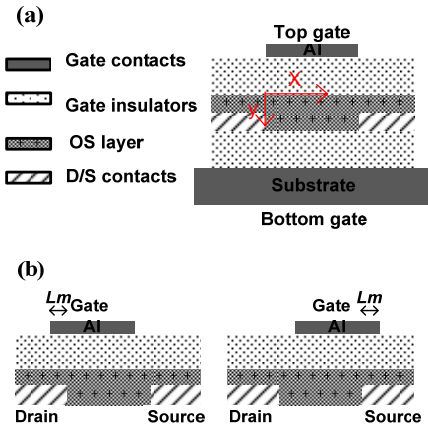 (a)
Top gate
Al
Gate contacts
Gate insulators
OS layer
D/S contacts
X
y
Substrate
Bottom gate
(b)
Lm
Gate
Al
Drain
Source
Gate
Lm
Al
Drain
Source